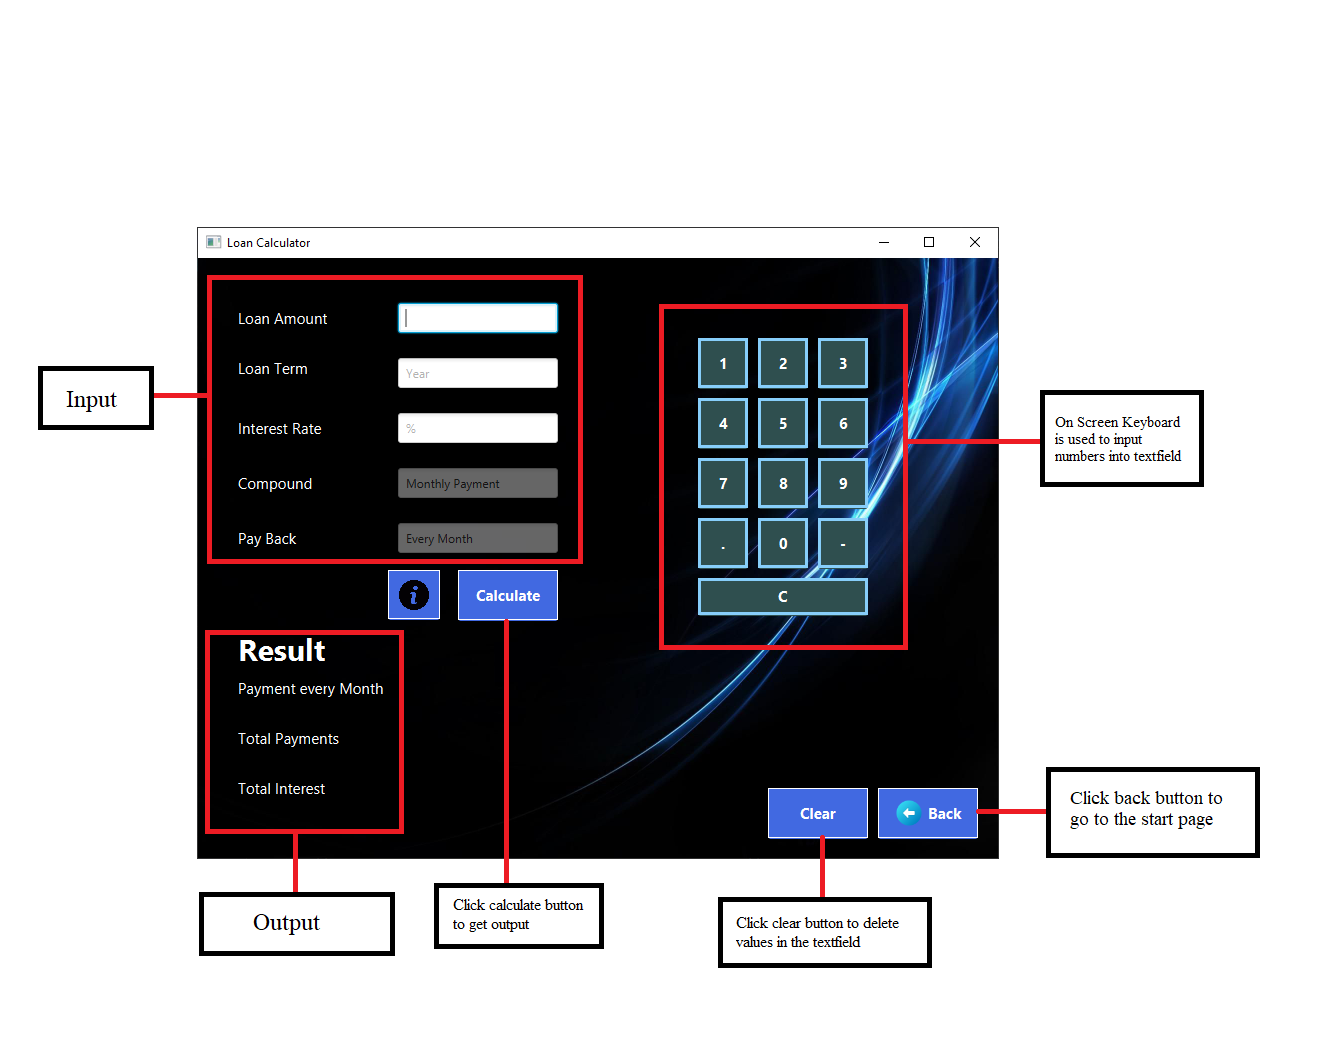 Loan Calculator
Loan Amount
Loan Term
Year
Interest Rate
%
Compound
Monthly Payment
Pay Back
Every Month
i
Calculate
Result
Payment every Month
Total Payments
Total Interest
1 2 3
4 5 6
7 8 9
. 0 -
C
Clear
Back
Input
On Screen Keyboard
is used to input
numbers into textfield
Click back button to
go to the start page
Output
Click calculate button
to get output
Click clear button to delete
values in the textfield